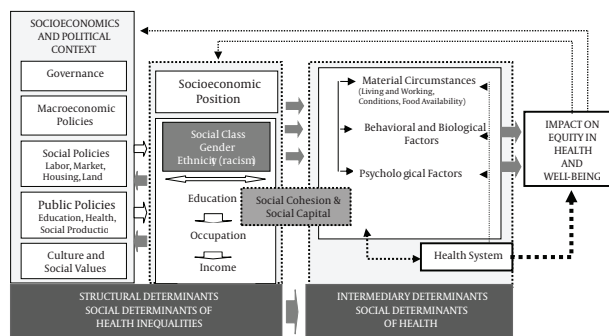 SOCIOECONOMICS
AND POLITICAL
CONTEXT
Governance
Macroeconomic
Policies
Social Policies
Labor, Market,
Housing, Land
Public Policies
Education, Health,
Social Productio
Culture and
Social Values
Socioeconomic
Position
Social Class
Gender
Ethnicity (racism)
Education
Occupation
Income
Social Cohesion &
Social Capital
Material Circumstances
(Living and Working,
Conditions, Food Availability)
Behavioral and Biological
Factors
Psychological Factors
Health System
IMPACT ON
EQUITY IN
HEALTH
AND
WELL-BEING
STRUCTURAL DETERMINANTS
SOCIAL DETERMINANTS OF
HEALTH INEQUALITIES
INTERMEDIARY DETERMINANTS
SOCIAL DETERMINANTS
OF HEALTH